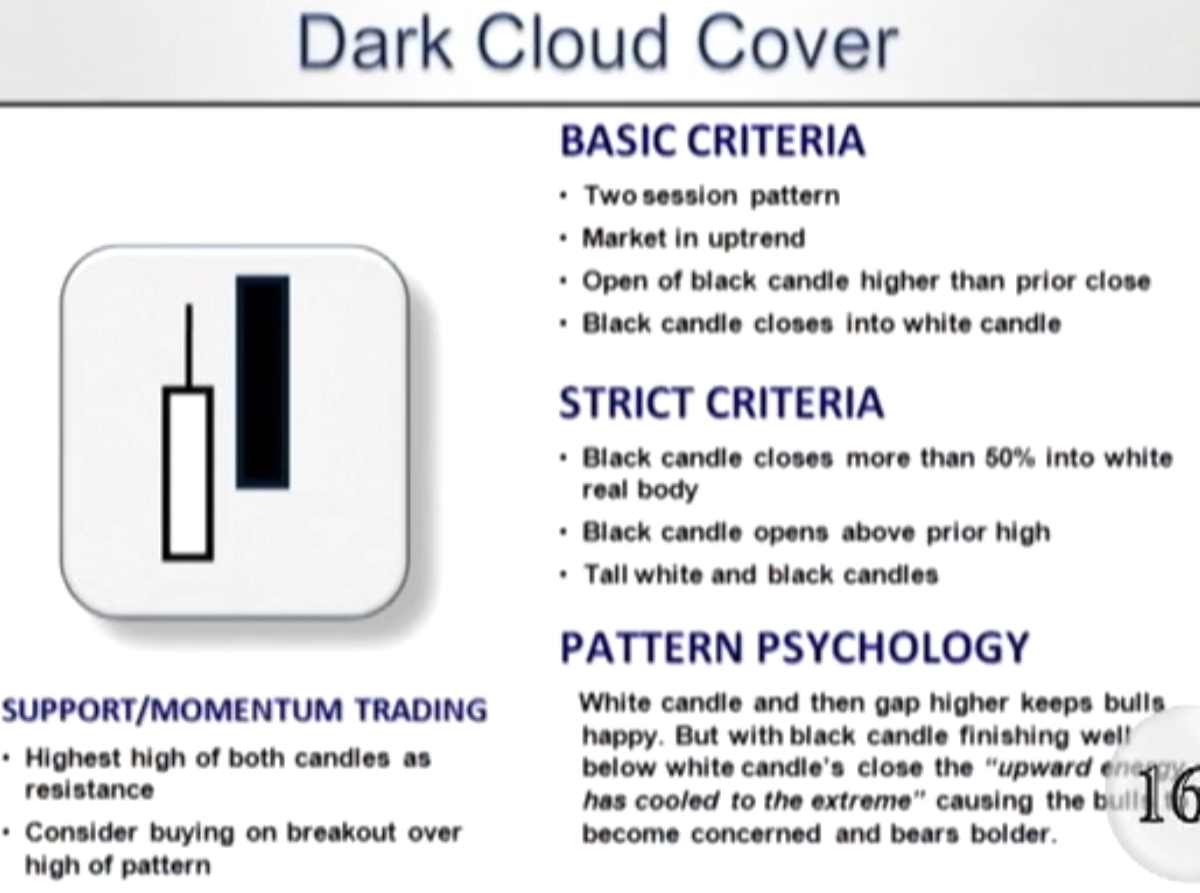 Dark Cloud Cover
BASIC CRITERIA
• Two session pattern
• Market in uptrend
• Open of black candle higher than prior close
• Black candle closes into white candle
STRICT CRITERIA
• Black candle closes more than 50% into white
real body
• Black candle opens above prior high
• Tall white and black candles
PATTERN PSYCHOLOGY
White candle and then gap higher keeps bulls
happy. But with black candle finishing well
below white candle's close the "upward energy
has cooled to the extreme" causing the bulls to
become concerned and bears bolder.
SUPPORT/MOMENTUM TRADING
• Highest high of both candles as
resistance
• Consider buying on breakout over
high of pattern
16